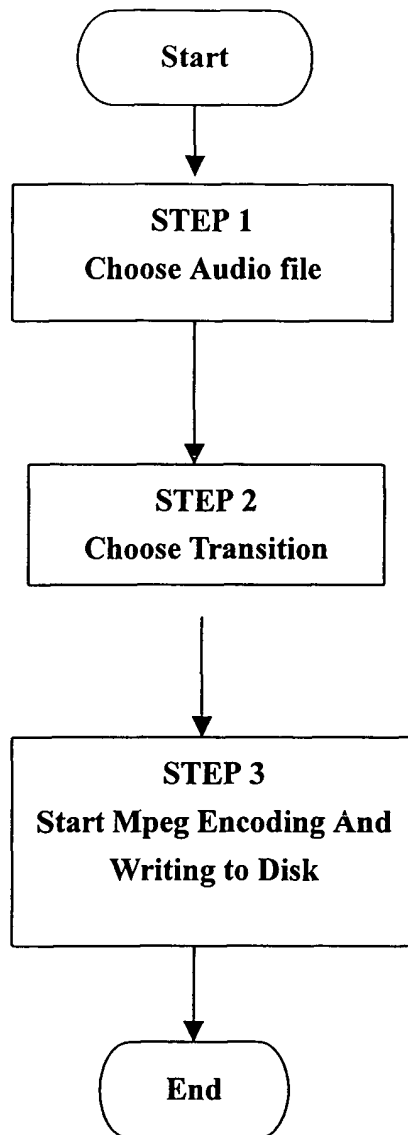 Start
STEP 1
Choose Audio file
STEP 2
Choose Transition
STEP 3
Start Mpeg Encoding And
Writing to Disk
End